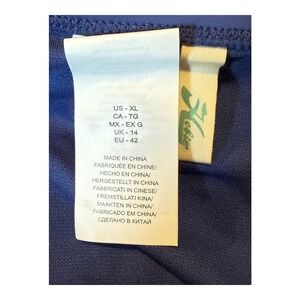 US - XL
CA - TG
MX - EX G
UK - 14
EU - 42
MADE IN CHINA
FABRIQUÉE EN CHINE/
HECHO EN CHINA/
HERGESTELLT IN CHINA/
FABBRICATI IN CINESE/
FREMSTILLATI KINA/
MAAKTEN IN CHINA/
FABRICADO EM CHINA/
СДЕЛАНО В КИТАЙ